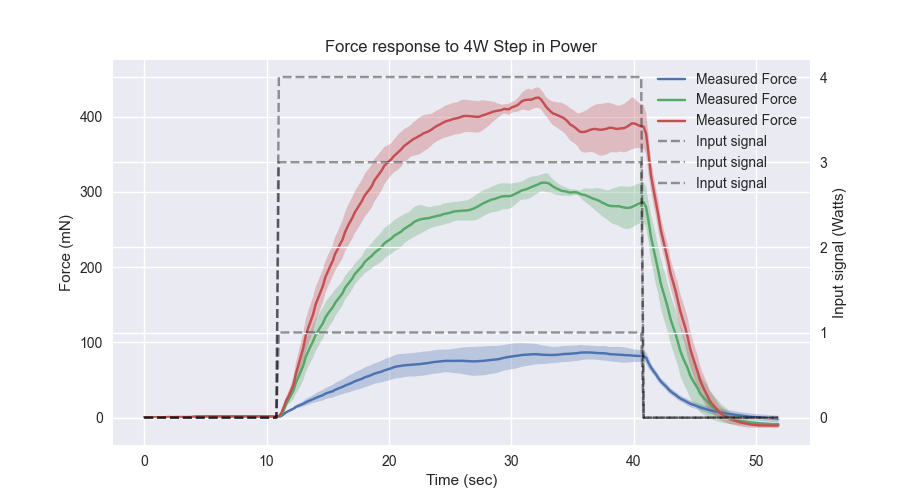 Force response to 4W Step in Power
Measured Force
Measured Force
Measured Force
Input signal
Input signal
Input signal
400
300
200
100
0
4
3
2
1
0
0 10 20 30 40 50
Force (mN)
Input signal (Watts)
Time (sec)